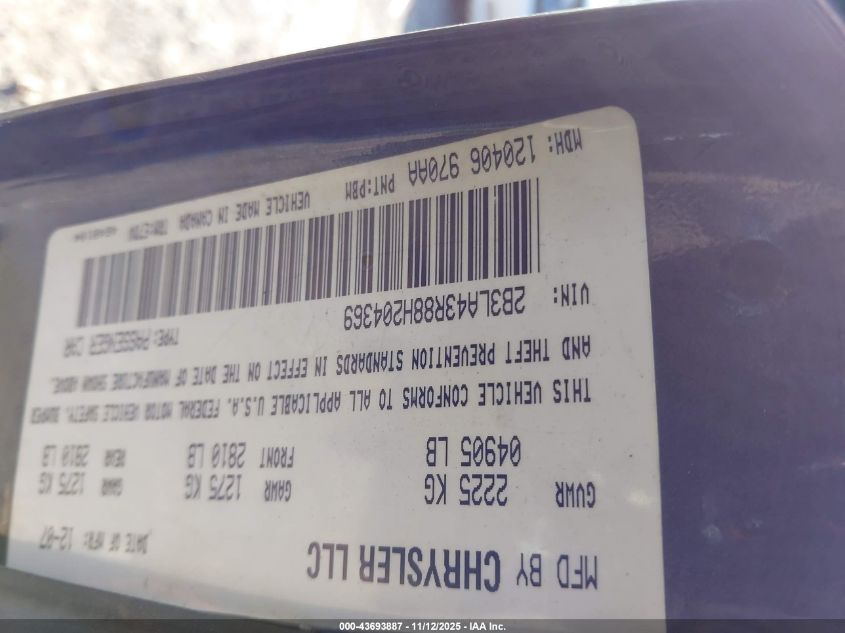 MFD BY CHRYSLER LLC
DATE OF MFR: 12-07
GVWR 2225 KG GAWR 1275 KG GAWR 1275 KG
04905 LB FRONT 2810 LB REAR 2810 LB
THIS VEHICLE CONFORMS TO ALL APPLICABLE U.S.A. FEDERAL MOTOR VEHICLE SAFETY, BUMPER
AND THEFT PREVENTION STANDARDS IN EFFECT ON THE DATE OF MANUFACTURE SHOWN ABOVE.
VIN: 2B3LA43R88H204369 TYPE: PASSENGER CAR
VEHICLE MADE IN CANADA
MDH: 120406 970AA PNT:PBM
000-43693887 - 11/12/2025 - IAA Inc.